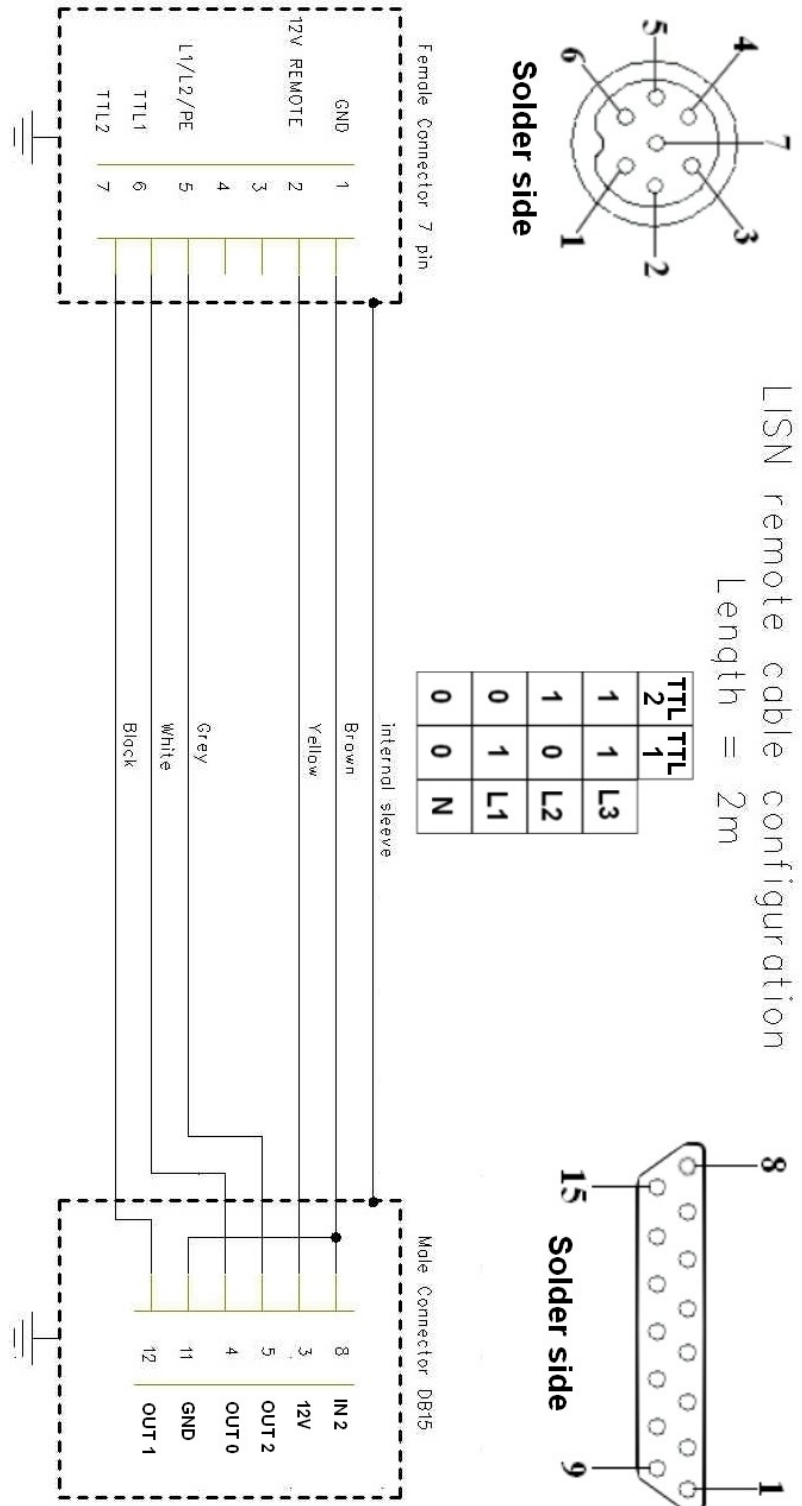 LISN remote cable configuration
Length = 2m
4
5
7
6
3
1
2
Solder side
8
15
1
9
Solder side
TTL 2 TTL 1
1 1 L3
1 0 L2
0 1 L1
0 0 N
Female Connector 7 pin
GND 1
12V REMOTE 2
3
4
L1/L2/PE 5
TTL1 6
TTL2 7
internal sleeve
Brown
Yellow
Grey
White
Black
Male Connector DB15
8 IN 2
3 12V
5 OUT 2
4 OUT 0
11 GND
12 OUT 1